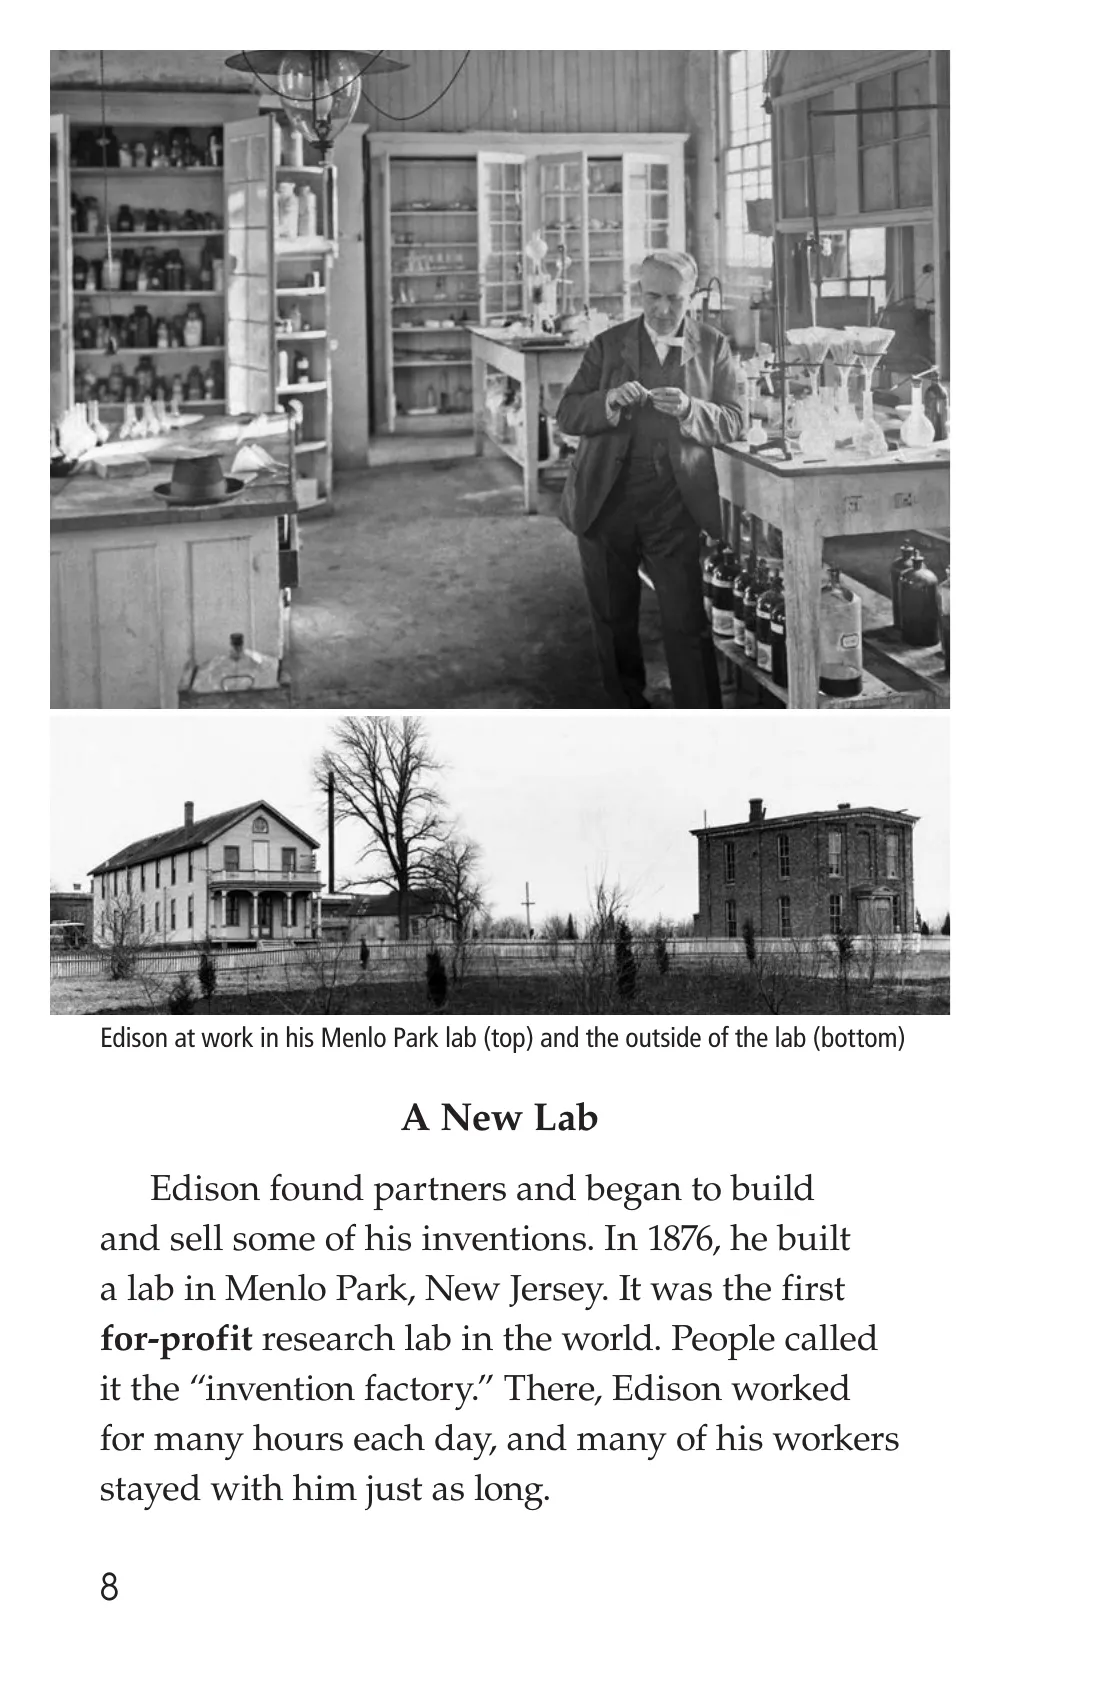 Edison at work in his Menlo Park lab (top) and the outside of the lab (bottom)
A New Lab
Edison found partners and began to build
and sell some of his inventions. In 1876, he built
a lab in Menlo Park, New Jersey. It was the first
for-profit research lab in the world. People called
it the “invention factory.” There, Edison worked
for many hours each day, and many of his workers
stayed with him just as long.
8